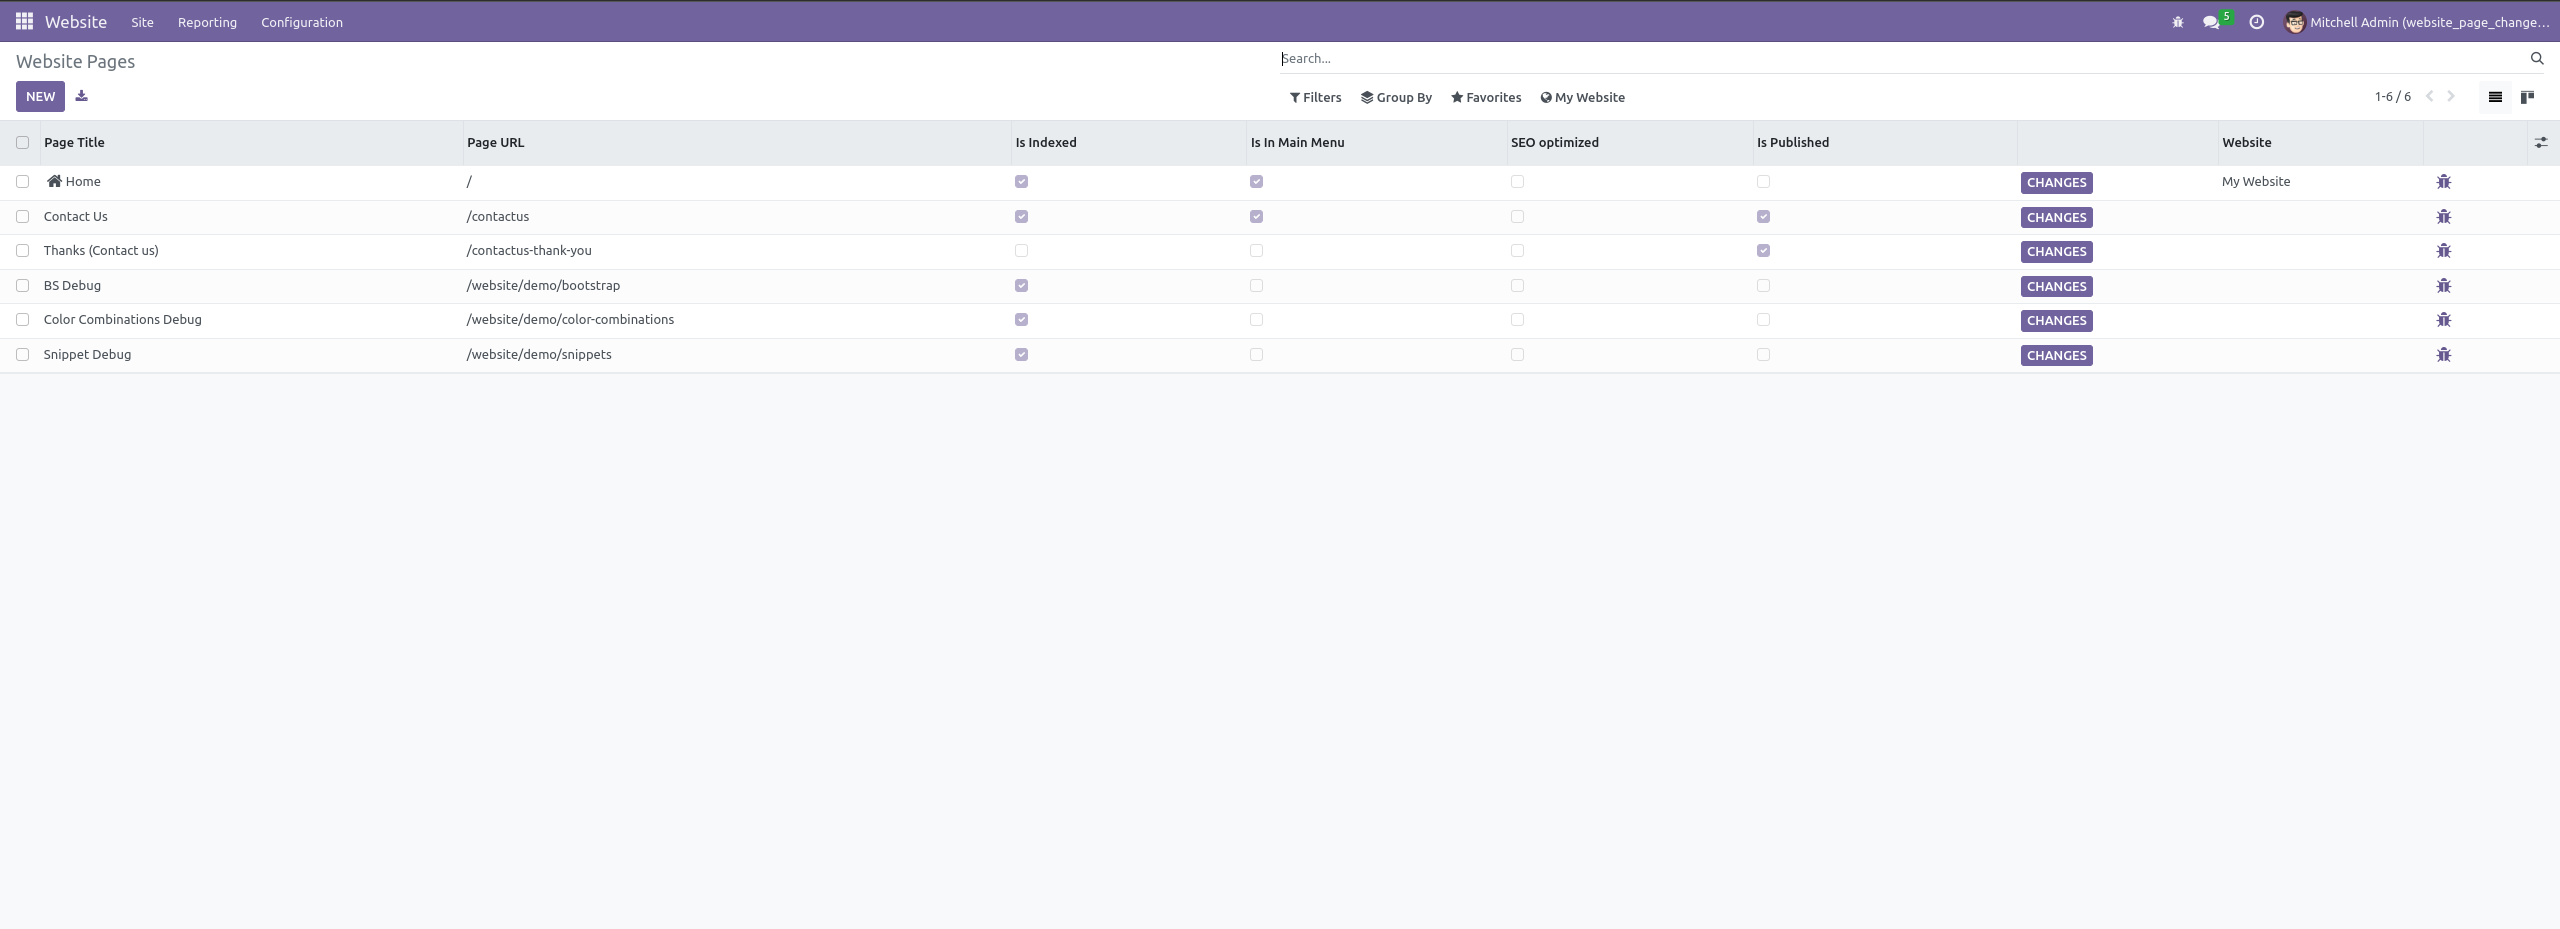 Website Site Reporting Configuration 5 Mitchell Admin (website_page_change...
Website Pages Search...
NEW Filters Group By Favorites My Website 1-6 / 6
Page Title Page URL Is Indexed Is In Main Menu SEO optimized Is Published Website
Home / CHANGES My Website
Contact Us /contactus CHANGES
Thanks (Contact us) /contactus-thank-you CHANGES
BS Debug /website/demo/bootstrap CHANGES
Color Combinations Debug /website/demo/color-combinations CHANGES
Snippet Debug /website/demo/snippets CHANGES